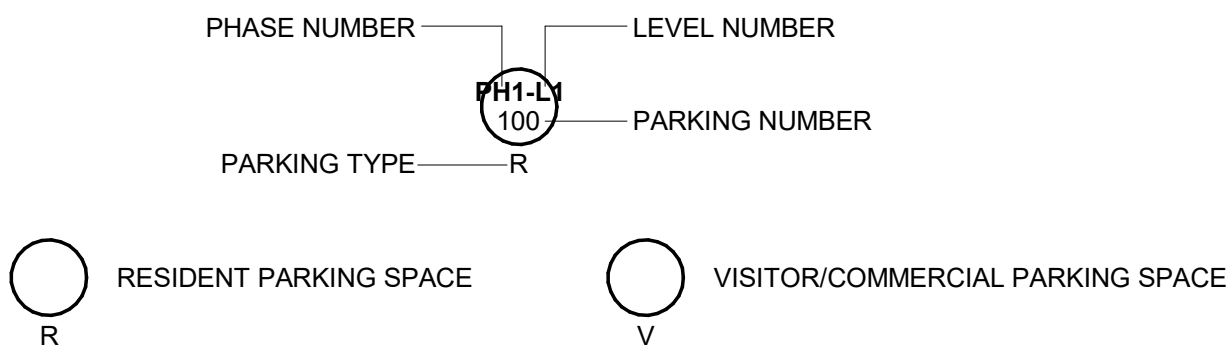 PHASE NUMBER
LEVEL NUMBER
PH1-L1
100
PARKING NUMBER
PARKING TYPE
R
RESIDENT PARKING SPACE
VISITOR/COMMERCIAL PARKING SPACE
R
V